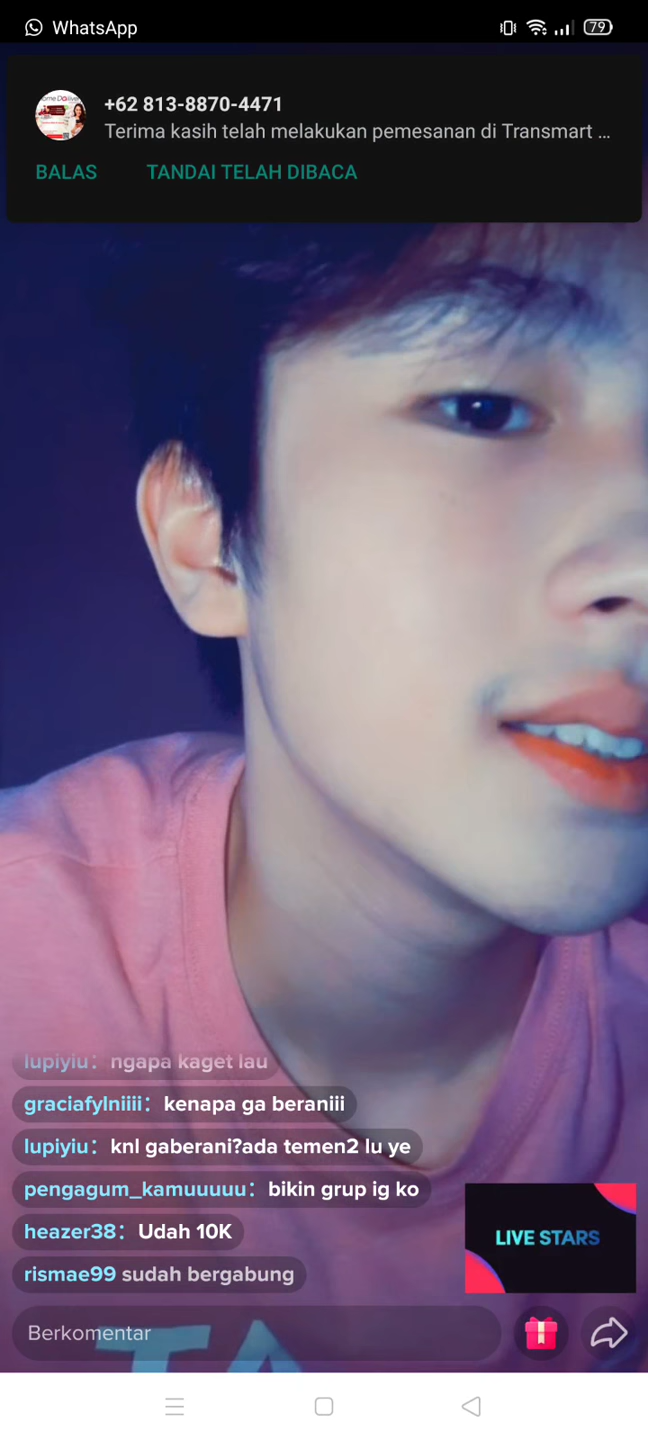 WhatsApp
79
+62 813-8870-4471
Terima kasih telah melakukan pemesanan di Transmart ...
BALAS
TANDAI TELAH DIBACA
lupiyiu: ngapa kaget lau
graciafylniiii: kenapa ga beraniii
lupiyiu: knl gaberani?ada temen2 lu ye
pengagum_kamuuuuu: bikin grup ig ko
heazer38: Udah 10K
rismae99 sudah bergabung
LIVE STARS
Berkomentar